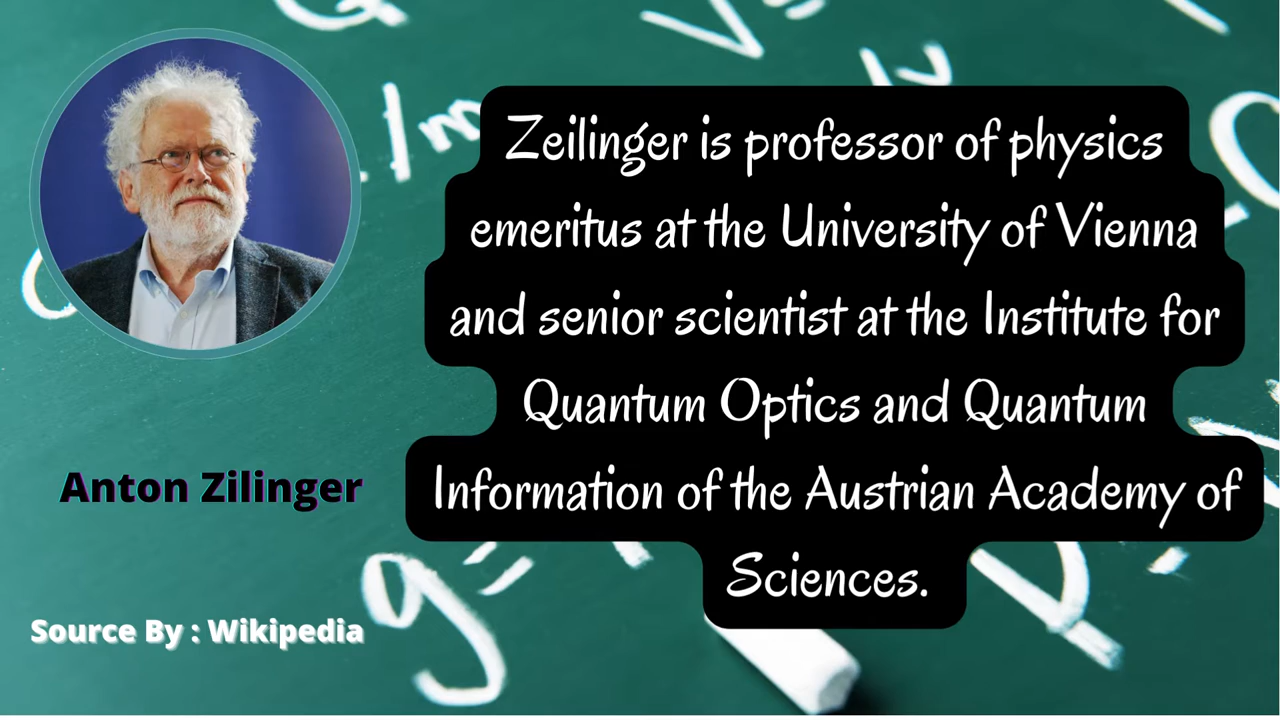 Zeilinger is professor of physics
emeritus at the University of Vienna
and senior scientist at the Institute for
Quantum Optics and Quantum
Information of the Austrian Academy of
Sciences.
Anton Zilinger
Source By : Wikipedia